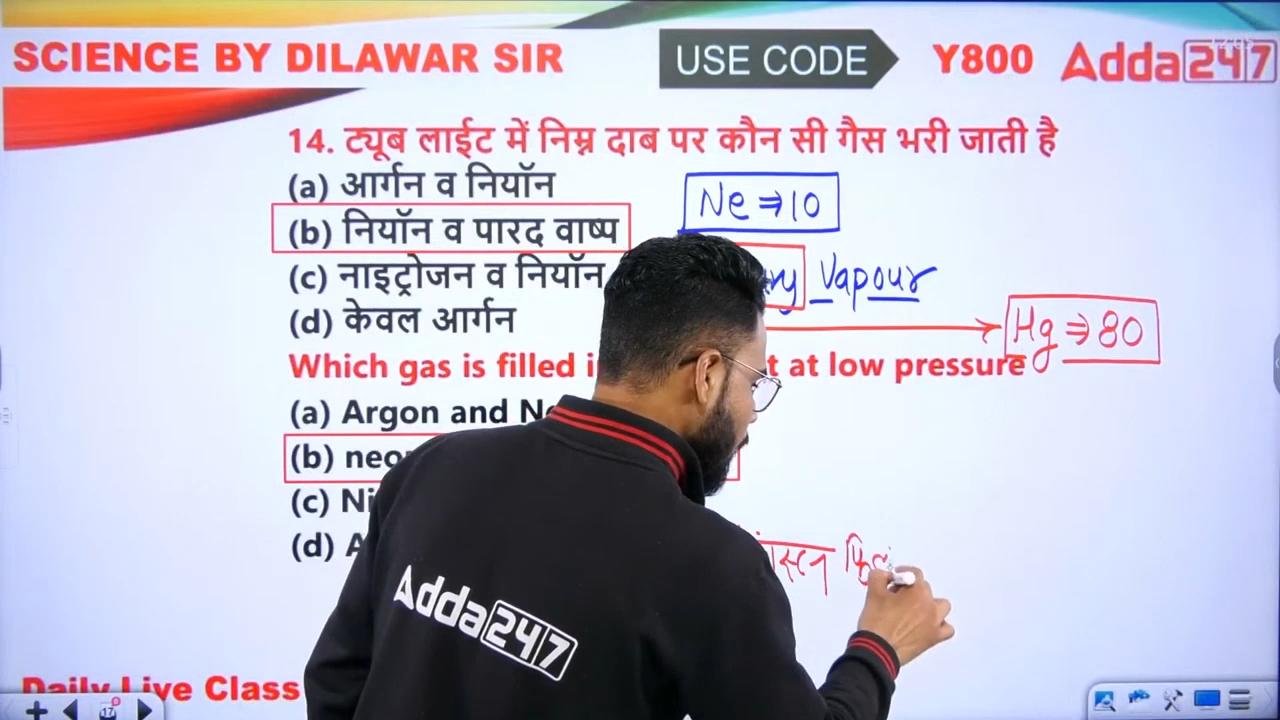 SCIENCE BY DILAWAR SIR
USE CODE
Y800
Adda247
14. ट्यूब लाईट में निम्न दाब पर कौन सी गैस भरी जाती है
(a) आर्गन व नियॉन
(b) नियॉन व पारद वाष्प
(c) नाइट्रोजन व नियॉन
(d) केवल आर्गन
Ne ⇒ 10
Vapour
Hg ⇒ 80
Which gas is filled at low pressure
(a) Argon and
(b)
(c)
(d)
Adda247
Daily Live Class